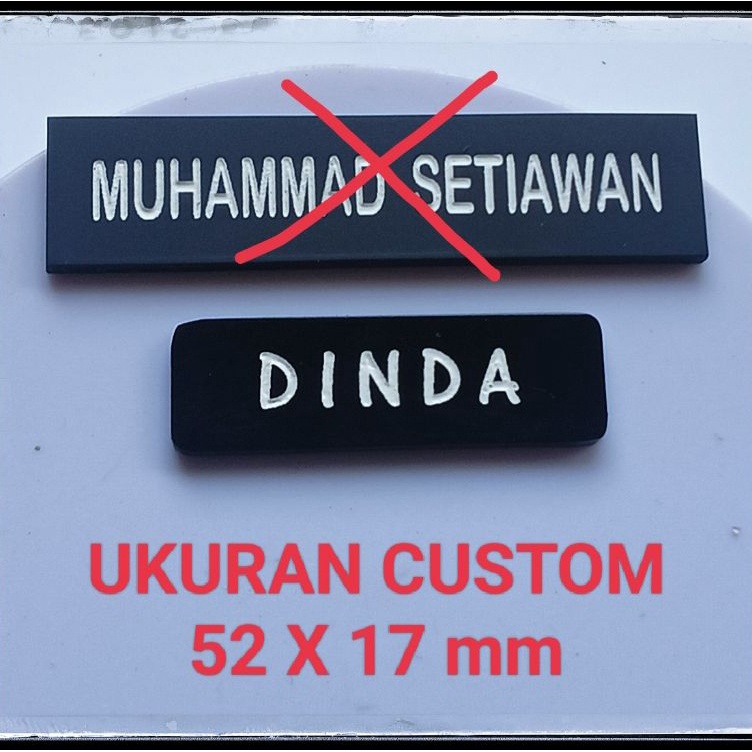 MUHAMMAD SETIAWAN
DINDA
UKURAN CUSTOM
52 X 17 mm